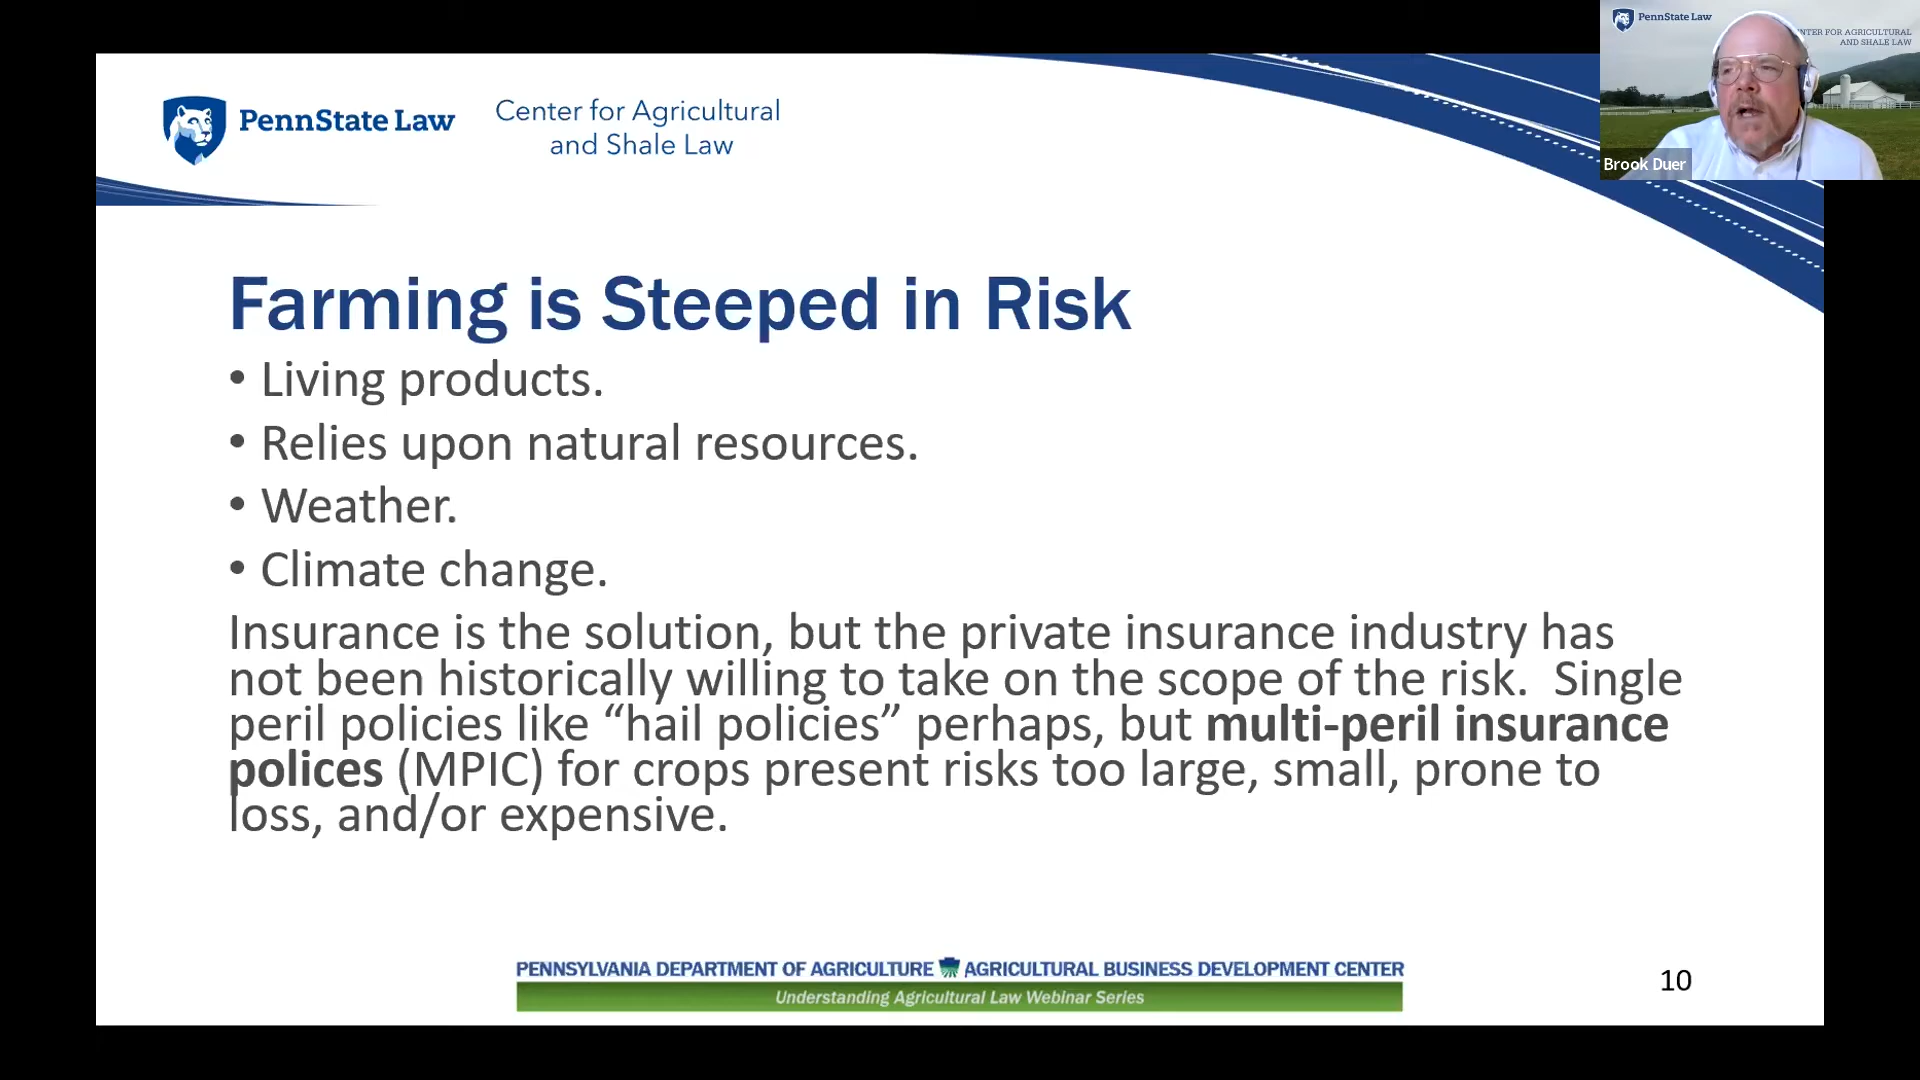 PennState Law
Center for Agricultural
and Shale Law
PennState Law
NTER FOR AGRICULTURAL
AND SHALE LAW
Brook Duer
Farming is Steeped in Risk
• Living products.
• Relies upon natural resources.
• Weather.
• Climate change.
Insurance is the solution, but the private insurance industry has
not been historically willing to take on the scope of the risk.  Single
peril policies like “hail policies” perhaps, but multi-peril insurance
polices (MPIC) for crops present risks too large, small, prone to
loss, and/or expensive.
PENNSYLVANIA DEPARTMENT OF AGRICULTURE AGRICULTURAL BUSINESS DEVELOPMENT CENTER
Understanding Agricultural Law Webinar Series
10